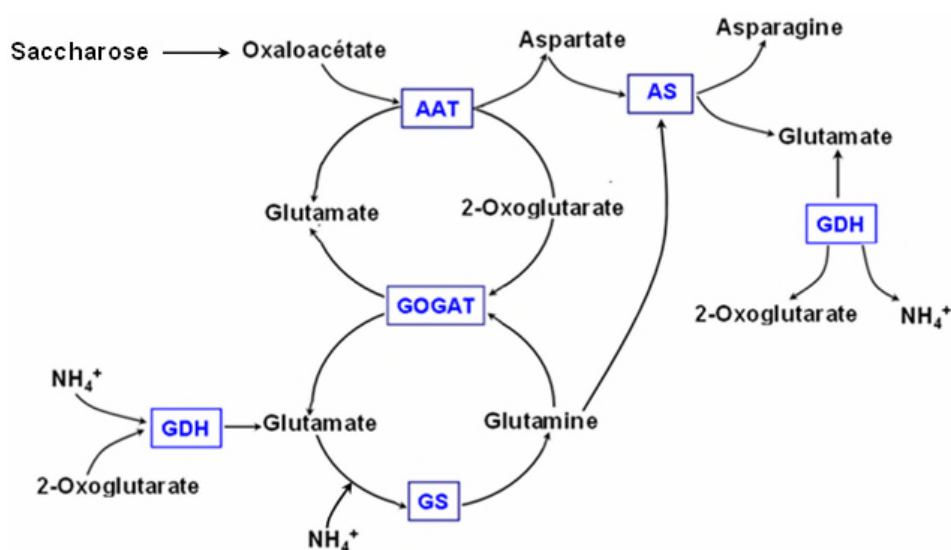 Saccharose
Oxaloacétate
Aspartate
Asparagine
AAT
AS
Glutamate
Glutamate
2-Oxoglutarate
GDH
GOGAT
2-Oxoglutarate
NH₄⁺
NH₄⁺
GDH
Glutamate
Glutamine
2-Oxoglutarate
GS
NH₄⁺